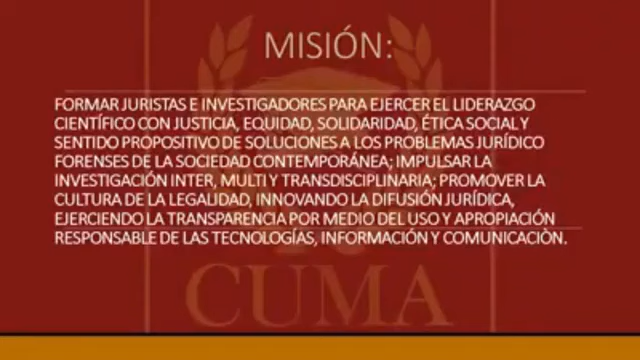 MISIÓN:
FORMAR JURISTAS E INVESTIGADORES PARA EJERCER EL LIDERAZGO
CIENTÍFICO CON JUSTICIA, EQUIDAD, SOLIDARIDAD, ÉTICA SOCIAL Y
SENTIDO PROPOSITIVO DE SOLUCIONES A LOS PROBLEMAS JURÍDICO
FORENSES DE LA SOCIEDAD CONTEMPORÁNEA; IMPULSAR LA
INVESTIGACIÓN INTER, MULTI Y TRANSDISCIPLINARIA; PROMOVER LA
CULTURA DE LA LEGALIDAD, INNOVANDO LA DIFUSIÓN JURÍDICA,
EJERCIENDO LA TRANSPARENCIA POR MEDIO DEL USO Y APROPIACIÓN
RESPONSABLE DE LAS TECNOLOGÍAS, INFORMACIÓN Y COMUNICACIÒN.
CUMA